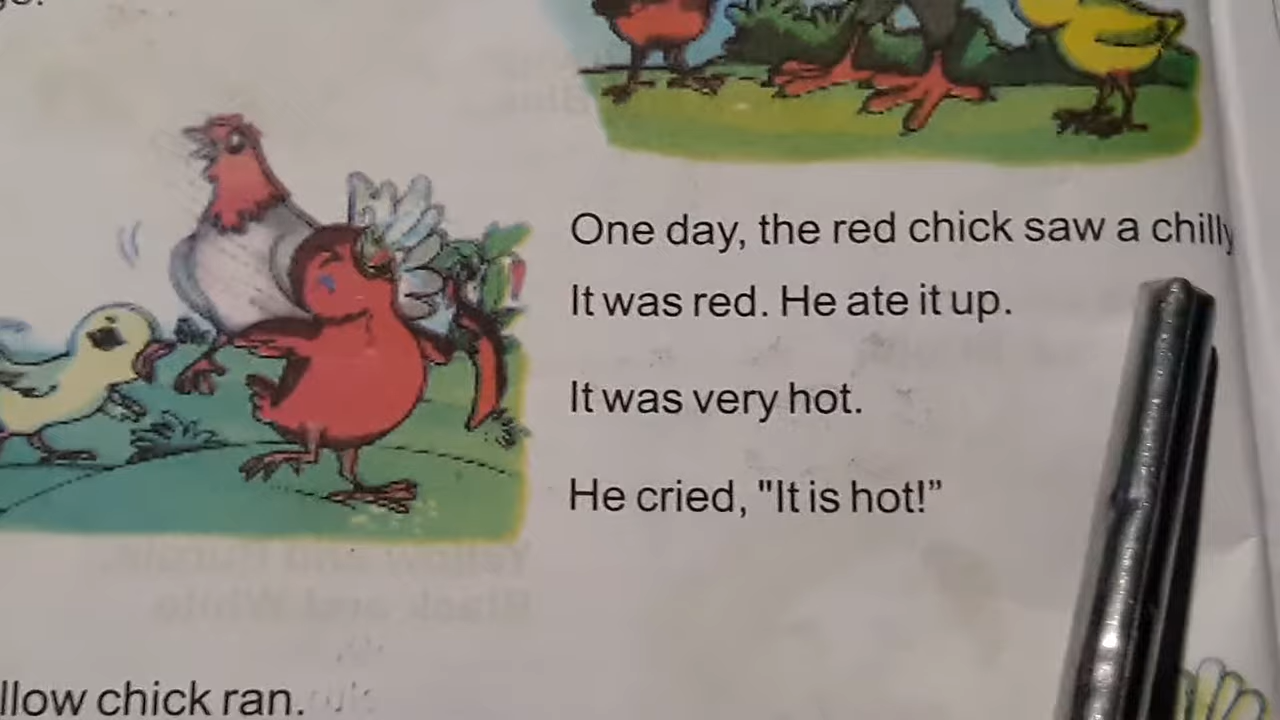 One day, the red chick saw a chilly
It was red. He ate it up.
It was very hot.
He cried, "It is hot!”
llow chick ran.